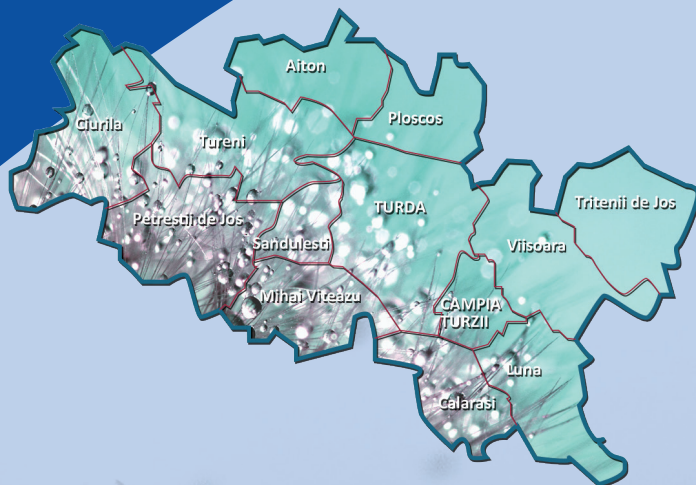 Aiton
Ciurila
Ploscos
Tureni
Tritenii de Jos
TURDA
Petrestii de Jos
Sandulesti
Viisoara
Mihai Viteazu
CAMPIA
TURZII
Luna
Calarasi